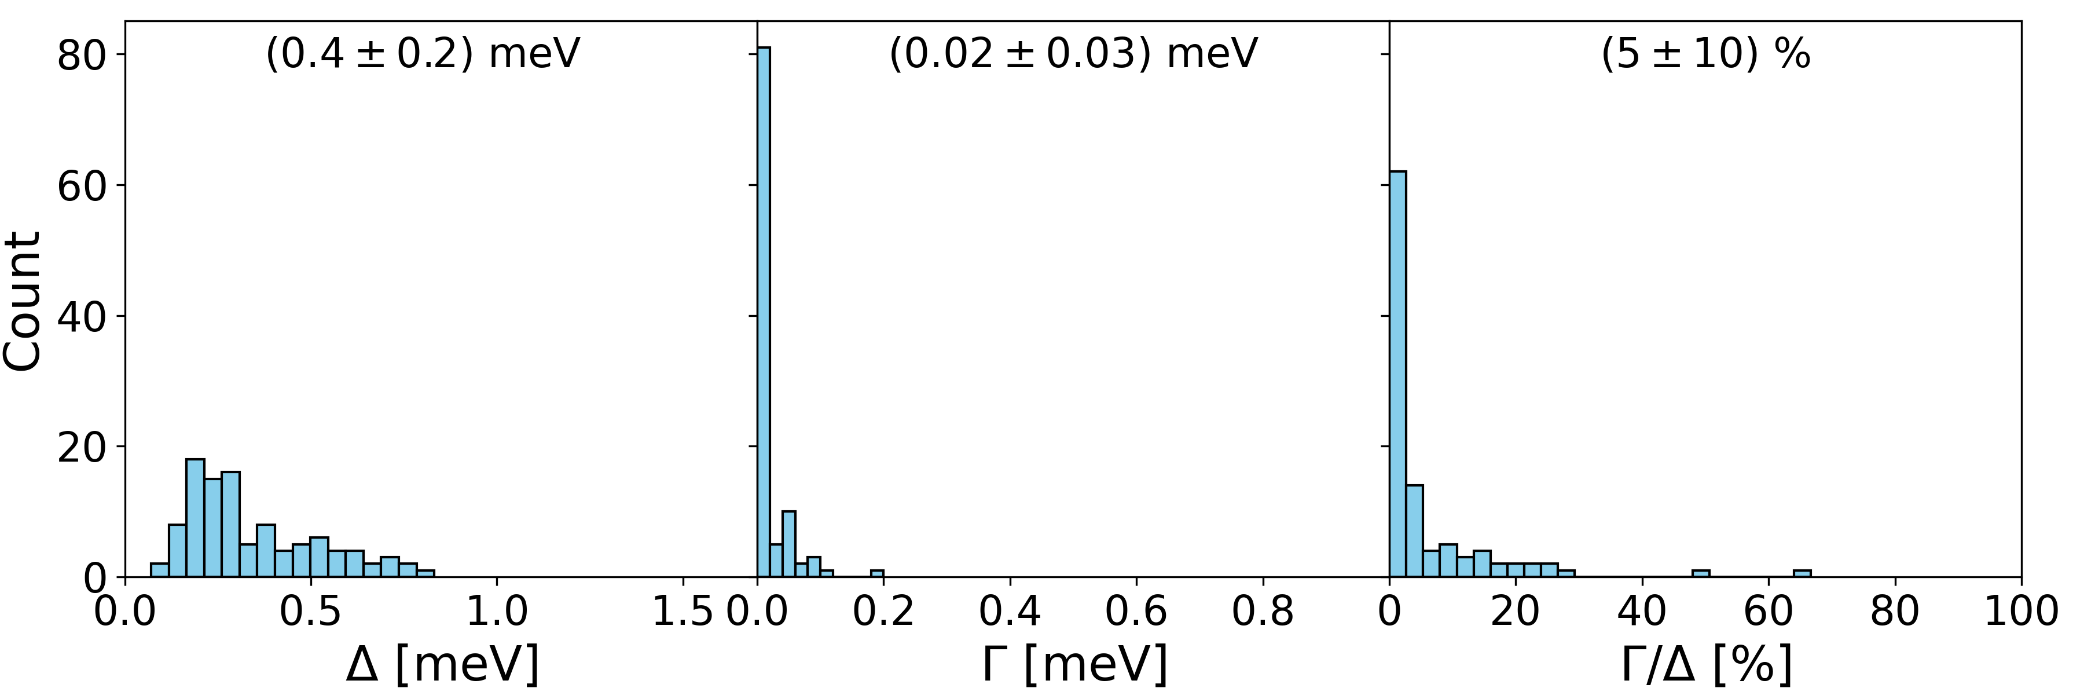 (0.4 ± 0.2) meV
(0.02 ± 0.03) meV
(5 ± 10) %
Count
80
60
40
20
0
0.0 0.5 1.0 1.5
0.0 0.2 0.4 0.6 0.8
0 20 40 60 80 100
Δ [meV]
Γ [meV]
Γ/Δ [%]